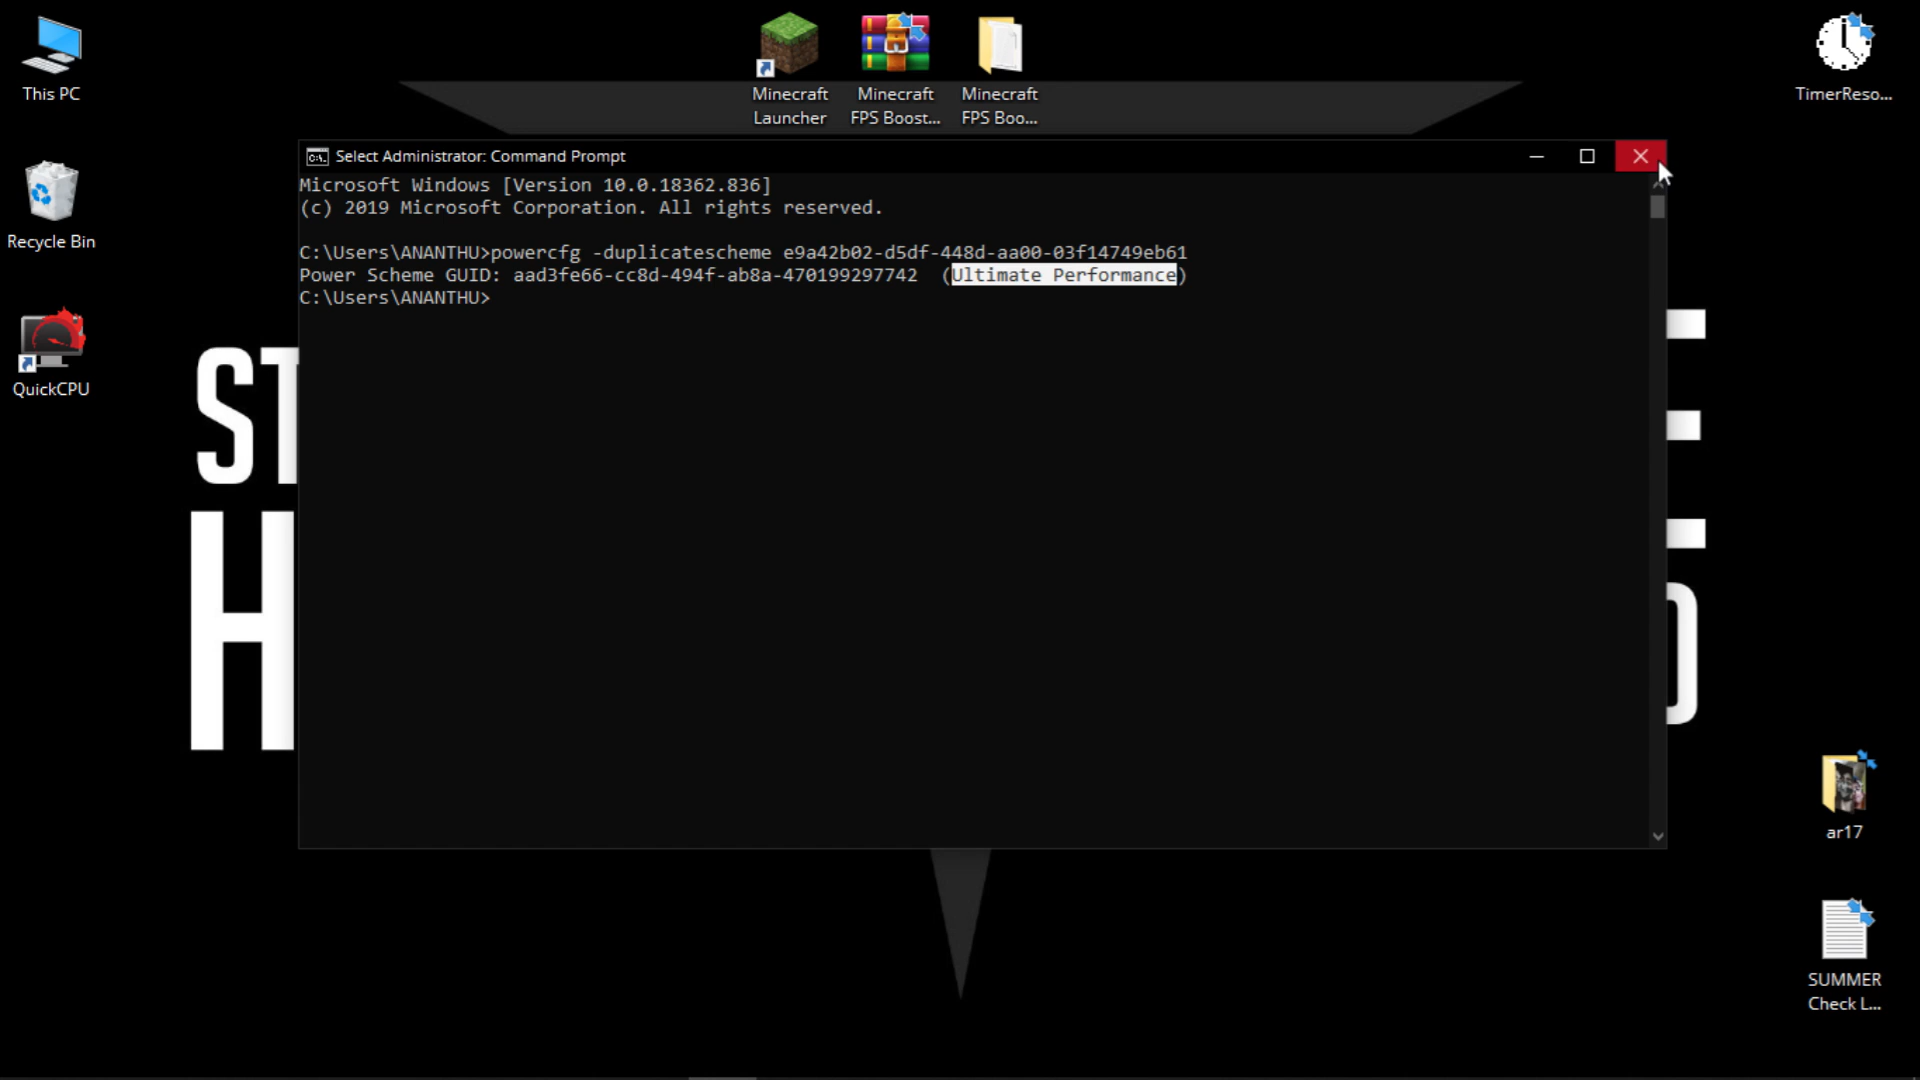 This PC
Minecraft
Launcher
Minecraft
FPS Boost...
Minecraft
FPS Boo...
TimerReso...
Recycle Bin
QuickCPU
Select Administrator: Command Prompt
Microsoft Windows [Version 10.0.18362.836]
(c) 2019 Microsoft Corporation. All rights reserved.
C:\Users\ANANTHU>powercfg -duplicatescheme e9a42b02-d5df-448d-aa00-03f14749eb61
Power Scheme GUID: aad3fe66-cc8d-494f-ab8a-470199297742  (Ultimate Performance)
C:\Users\ANANTHU>
ST
H
ar17
SUMMER
Check L...